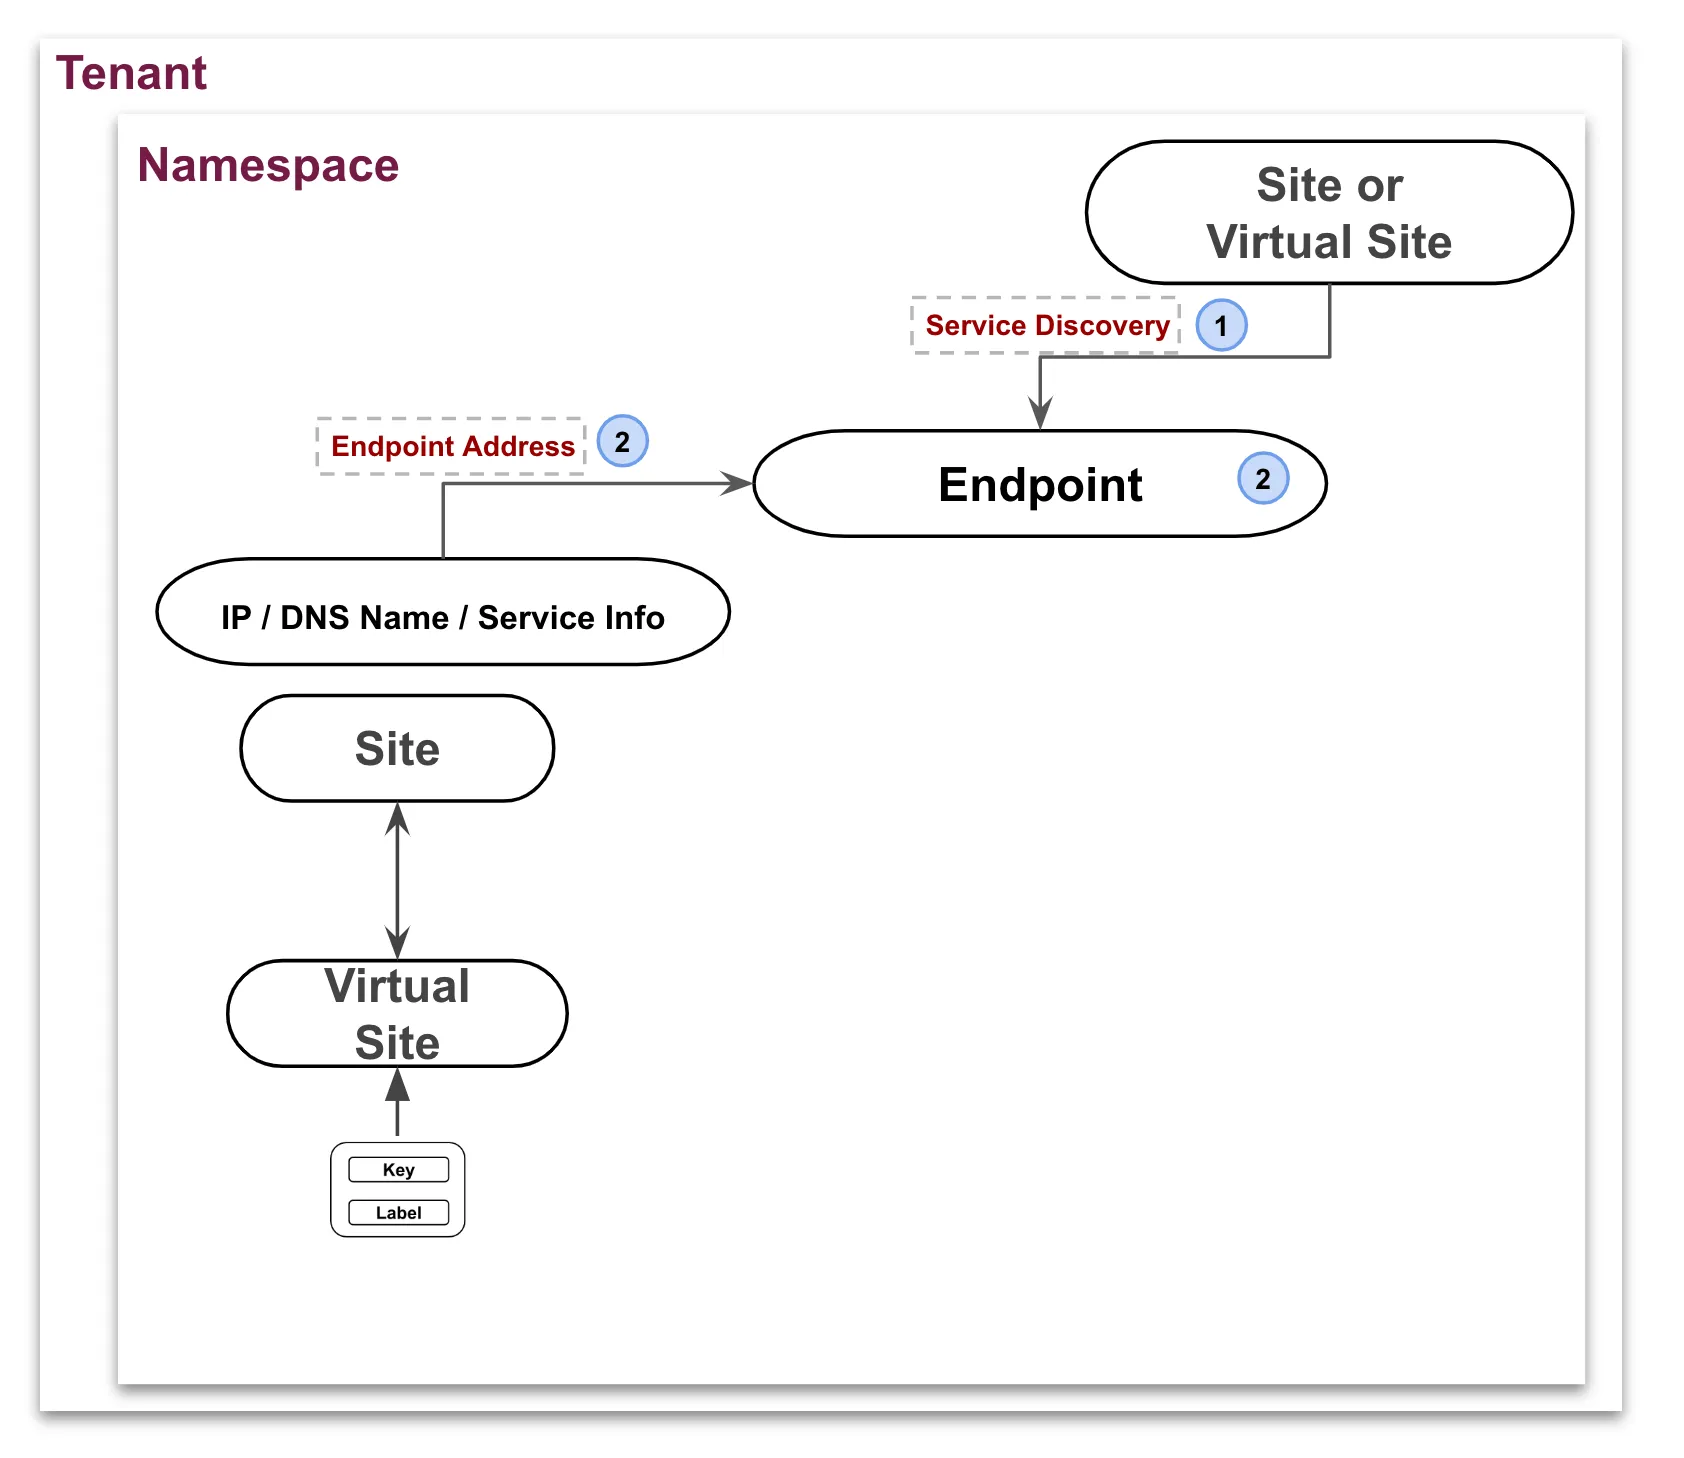 Tenant
Namespace
Site or
Virtual Site
Service Discovery
1
Endpoint Address
2
Endpoint
2
IP / DNS Name / Service Info
Site
Virtual
Site
Key
Label